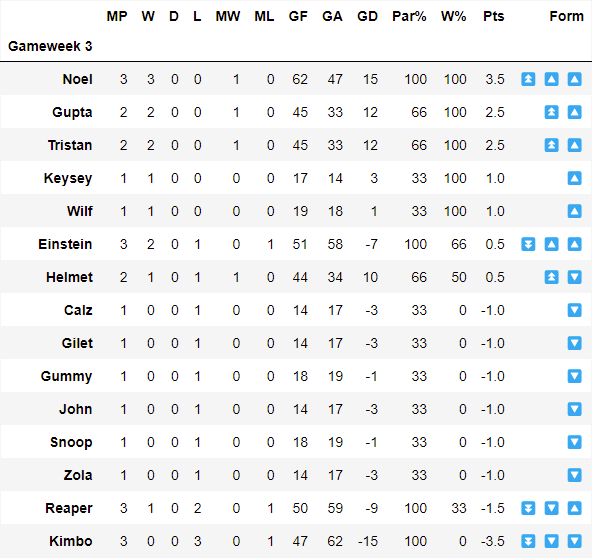 MP W D L MW ML GF GA GD Par% W% Pts Form
Gameweek 3
Noel 3 3 0 0 1 0 62 47 15 100 100 3.5 ⏫ 🔼 🔼
Gupta 2 2 0 0 1 0 45 33 12 66 100 2.5 ⏫ 🔼
Tristan 2 2 0 0 1 0 45 33 12 66 100 2.5 ⏫ 🔼
Keysey 1 1 0 0 0 0 17 14 3 33 100 1.0 🔼
Wilf 1 1 0 0 0 0 19 18 1 33 100 1.0 🔼
Einstein 3 2 0 1 0 1 51 58 -7 100 66 0.5 ⏬ 🔼 🔼
Helmet 2 1 0 1 1 0 44 34 10 66 50 0.5 ⏫ 🔽
Calz 1 0 0 1 0 0 14 17 -3 33 0 -1.0 🔽
Gilet 1 0 0 1 0 0 14 17 -3 33 0 -1.0 🔽
Gummy 1 0 0 1 0 0 18 19 -1 33 0 -1.0 🔽
John 1 0 0 1 0 0 14 17 -3 33 0 -1.0 🔽
Snoop 1 0 0 1 0 0 18 19 -1 33 0 -1.0 🔽
Zola 1 0 0 1 0 0 14 17 -3 33 0 -1.0 🔽
Reaper 3 1 0 2 0 1 50 59 -9 100 33 -1.5 ⏬ 🔽 🔼
Kimbo 3 0 0 3 0 1 47 62 -15 100 0 -3.5 ⏬ 🔽 🔽